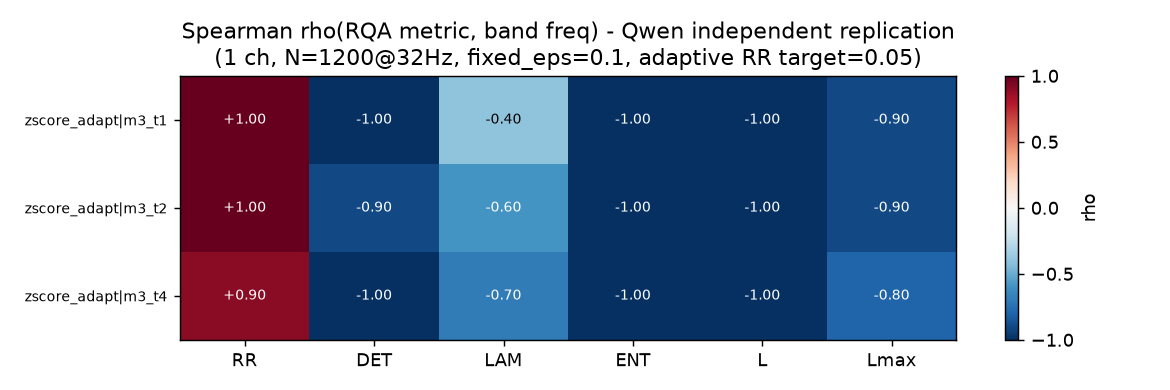 Spearman rho(RQA metric, band freq) - Qwen independent replication
(1 ch, N=1200@32Hz, fixed_eps=0.1, adaptive RR target=0.05)
zscore_adapt|m3_t1 +1.00 -1.00 -0.40 -1.00 -1.00 -0.90
zscore_adapt|m3_t2 +1.00 -0.90 -0.60 -1.00 -1.00 -0.90
zscore_adapt|m3_t4 +0.90 -1.00 -0.70 -1.00 -1.00 -0.80
RR DET LAM ENT L Lmax
1.0
0.5
0.0
−0.5
−1.0
rho